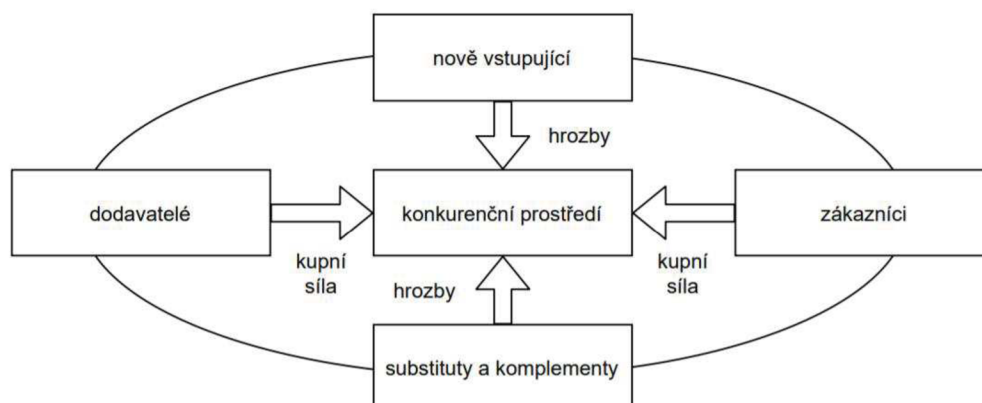 nově vstupující
hrozby
dodavatelé
konkurenční prostředí
zákazníci
kupní
síla
hrozby
kupní
síla
substituty a komplementy